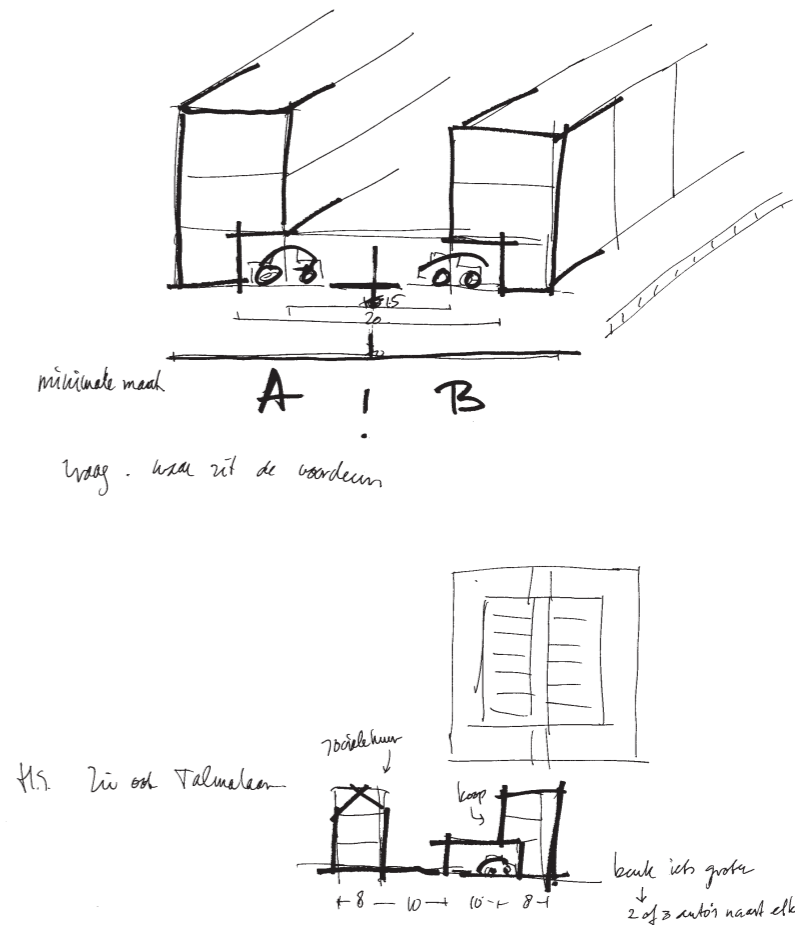 15
20
minimale maat
A ! B
vraag. waar zit de voordeur
sociale huur
H.S. Zie ook Talmalaan
koop
8 10 10 8
iets groter
2 of 3 auto's naast elk